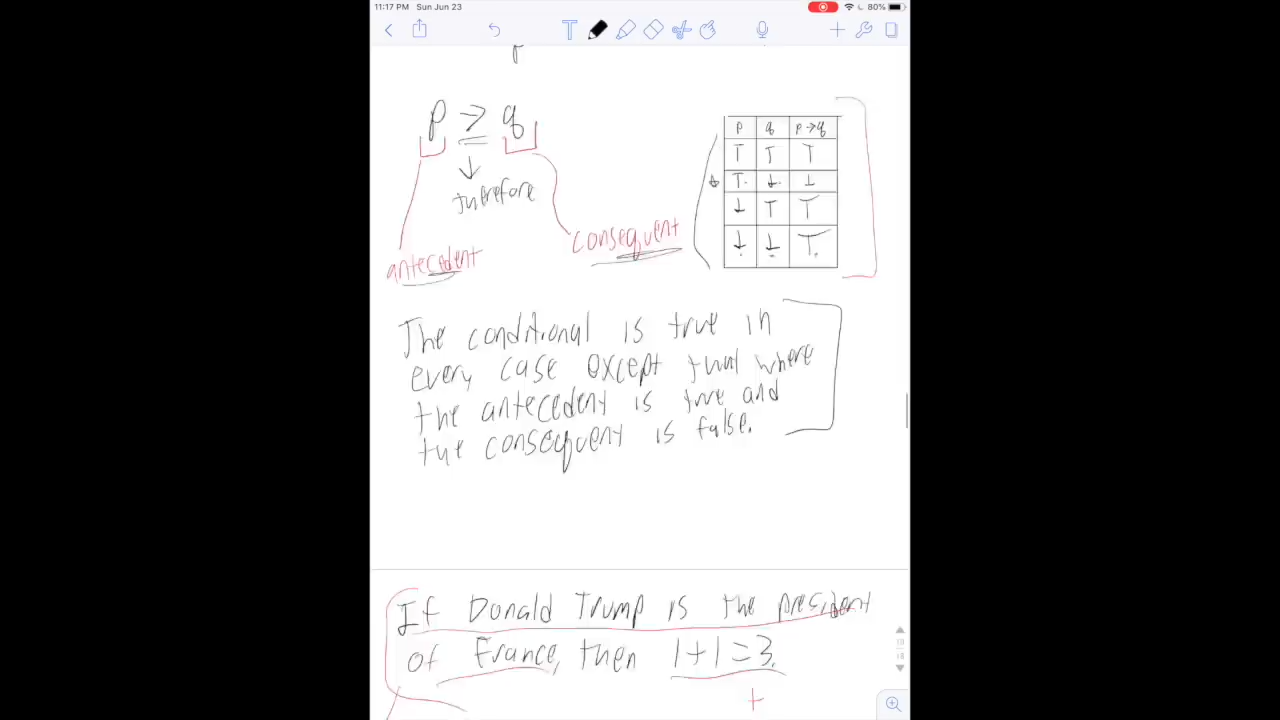 11:17 PM Sun Jun 23
80%
T
p → q
therefore
antecedent
consequent
p q p→q
T T T
T ⊥ ⊥
⊥ T T
⊥ ⊥ T
The conditional is true in
every case except that where
the antecedent is true and
the consequent is false.
If Donald Trump is the president
of France, then 1+1=3.